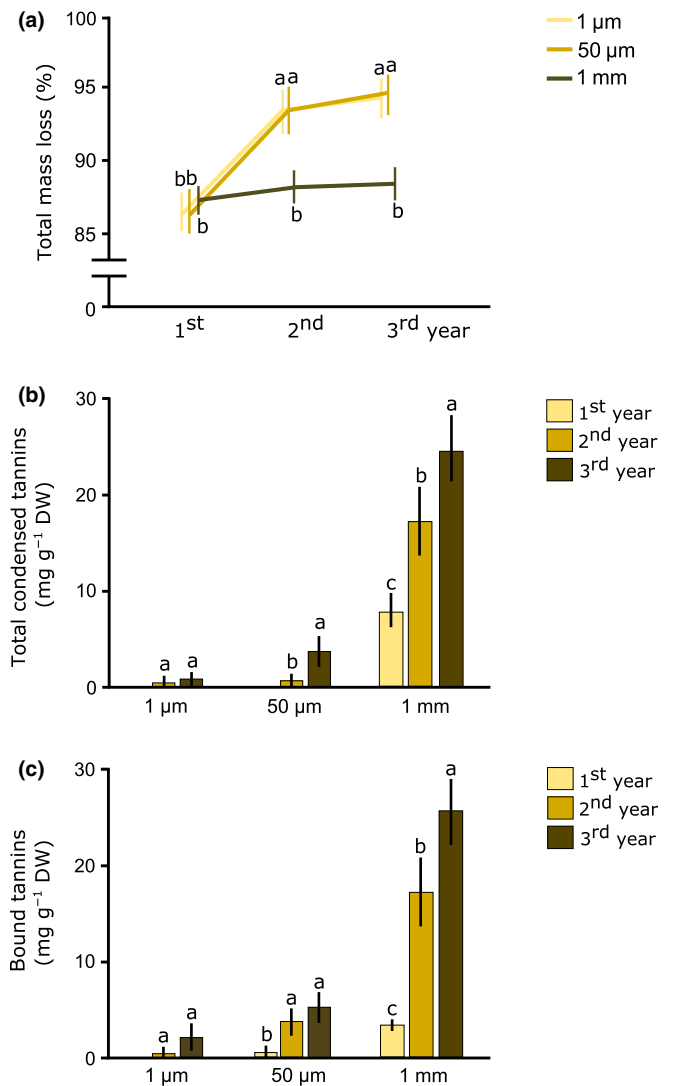 (a)
100
95
90
85
0
Total mass loss (%)
bb
b
aa
b
aa
b
1st
2nd
3rd year
1 µm
50 µm
1 mm
(b)
30
20
10
0
Total condensed tannins
(mg g−1 DW)
a
a
b
a
c
b
a
1 µm
50 µm
1 mm
1st year
2nd year
3rd year
(c)
30
20
10
0
Bound tannins
(mg g−1 DW)
a
a
b
a
a
c
b
a
1 µm
50 µm
1 mm
1st year
2nd year
3rd year